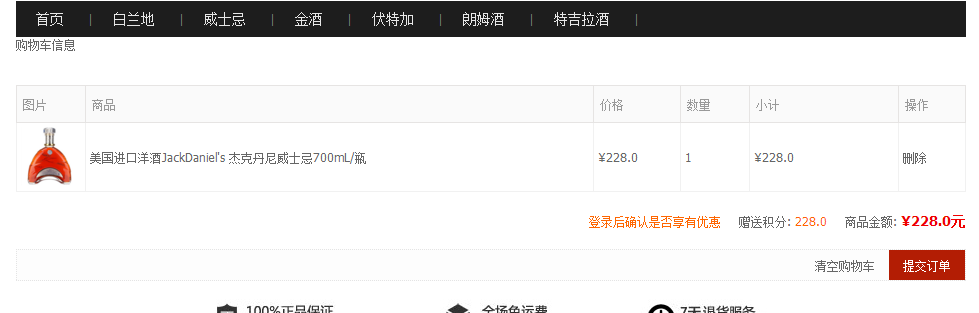 首页 | 白兰地 | 威士忌 | 金酒 | 伏特加 | 朗姆酒 | 特吉拉酒 |
购物车信息
图片 商品 价格 数量 小计 操作
美国进口洋酒JackDaniel's 杰克丹尼威士忌700mL/瓶 ¥228.0 1 ¥228.0 删除
登录后确认是否享有优惠 赠送积分: 228.0 商品金额: ¥228.0元
清空购物车 提交订单
100%正品保证 全场免运费 7天退货服务